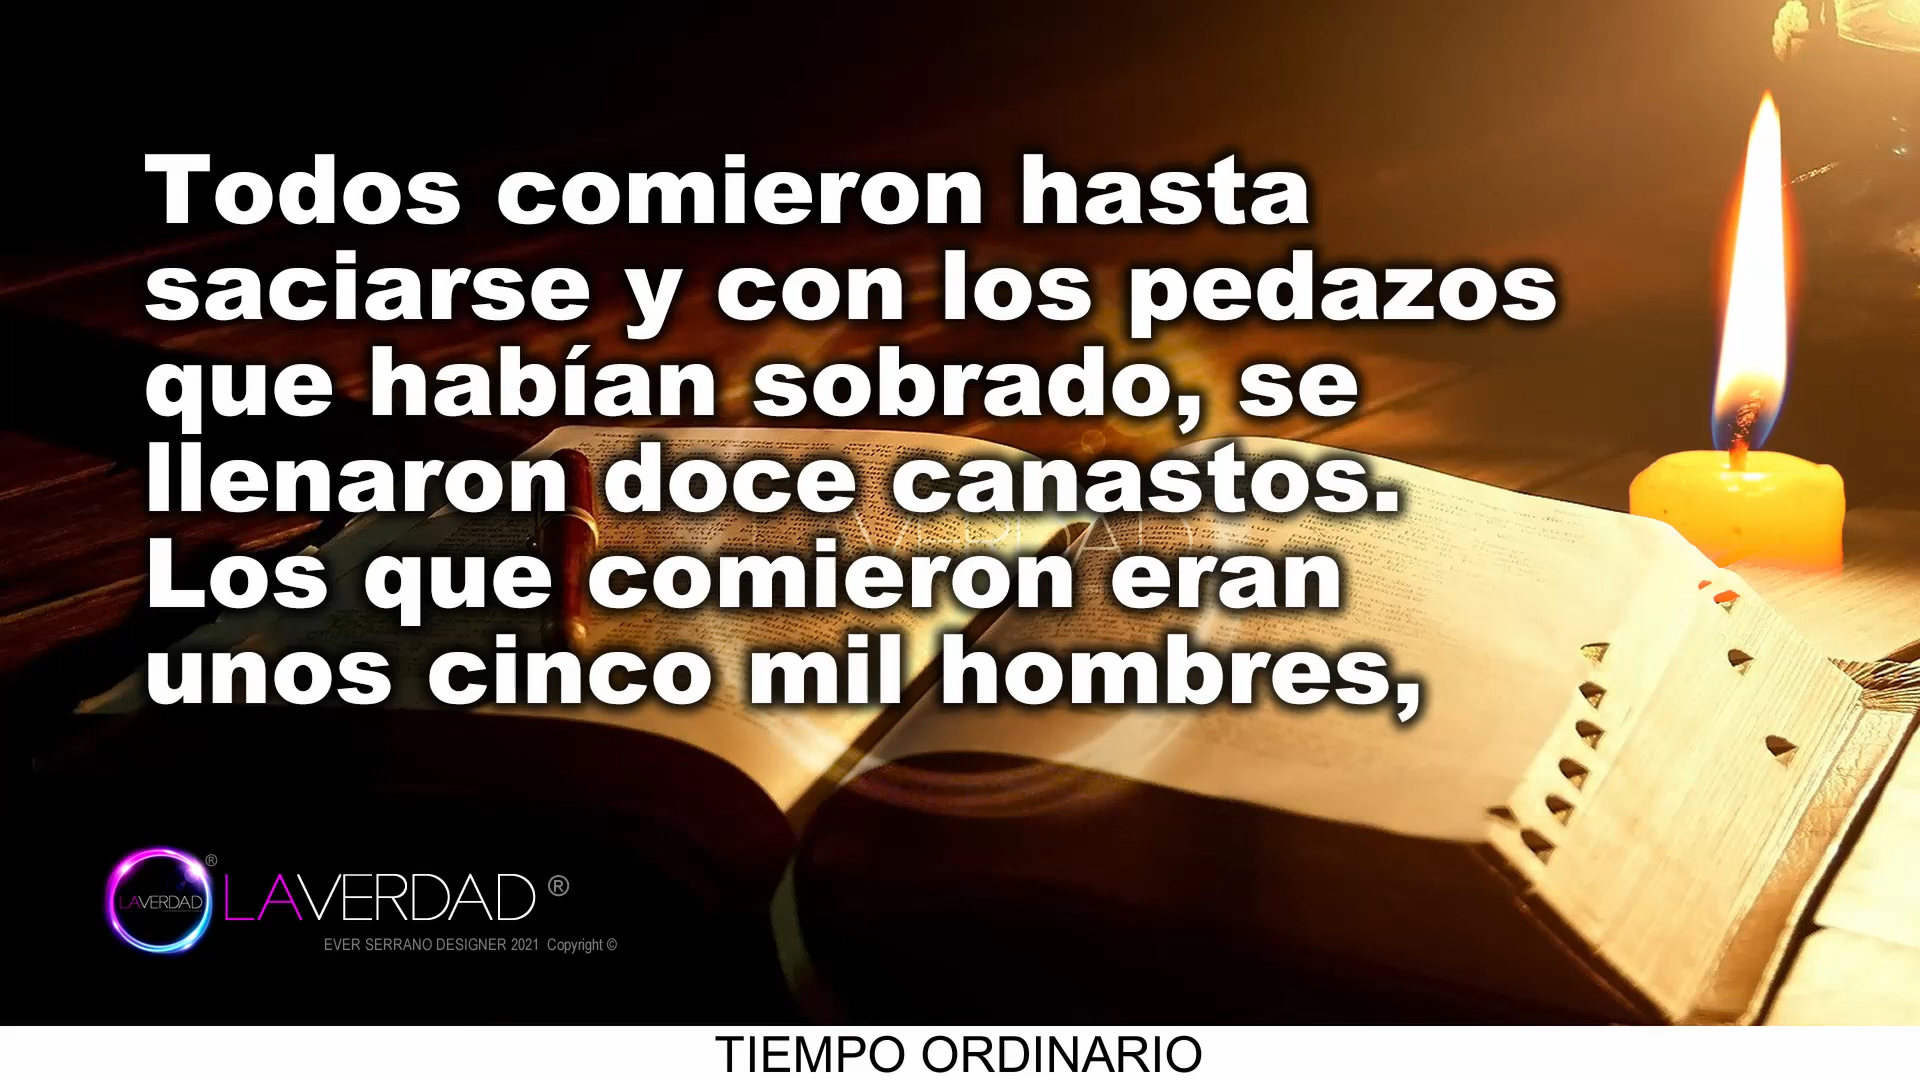 Todos comieron hasta
saciarse y con los pedazos
que habían sobrado, se
llenaron doce canastos.
Los que comieron eran
unos cinco mil hombres,
VERDAD
LAVERDAD ®
LAVERDAD ®
EVER SERRANO DESIGNER 2021 Copyright ©
TIEMPO ORDINARIO